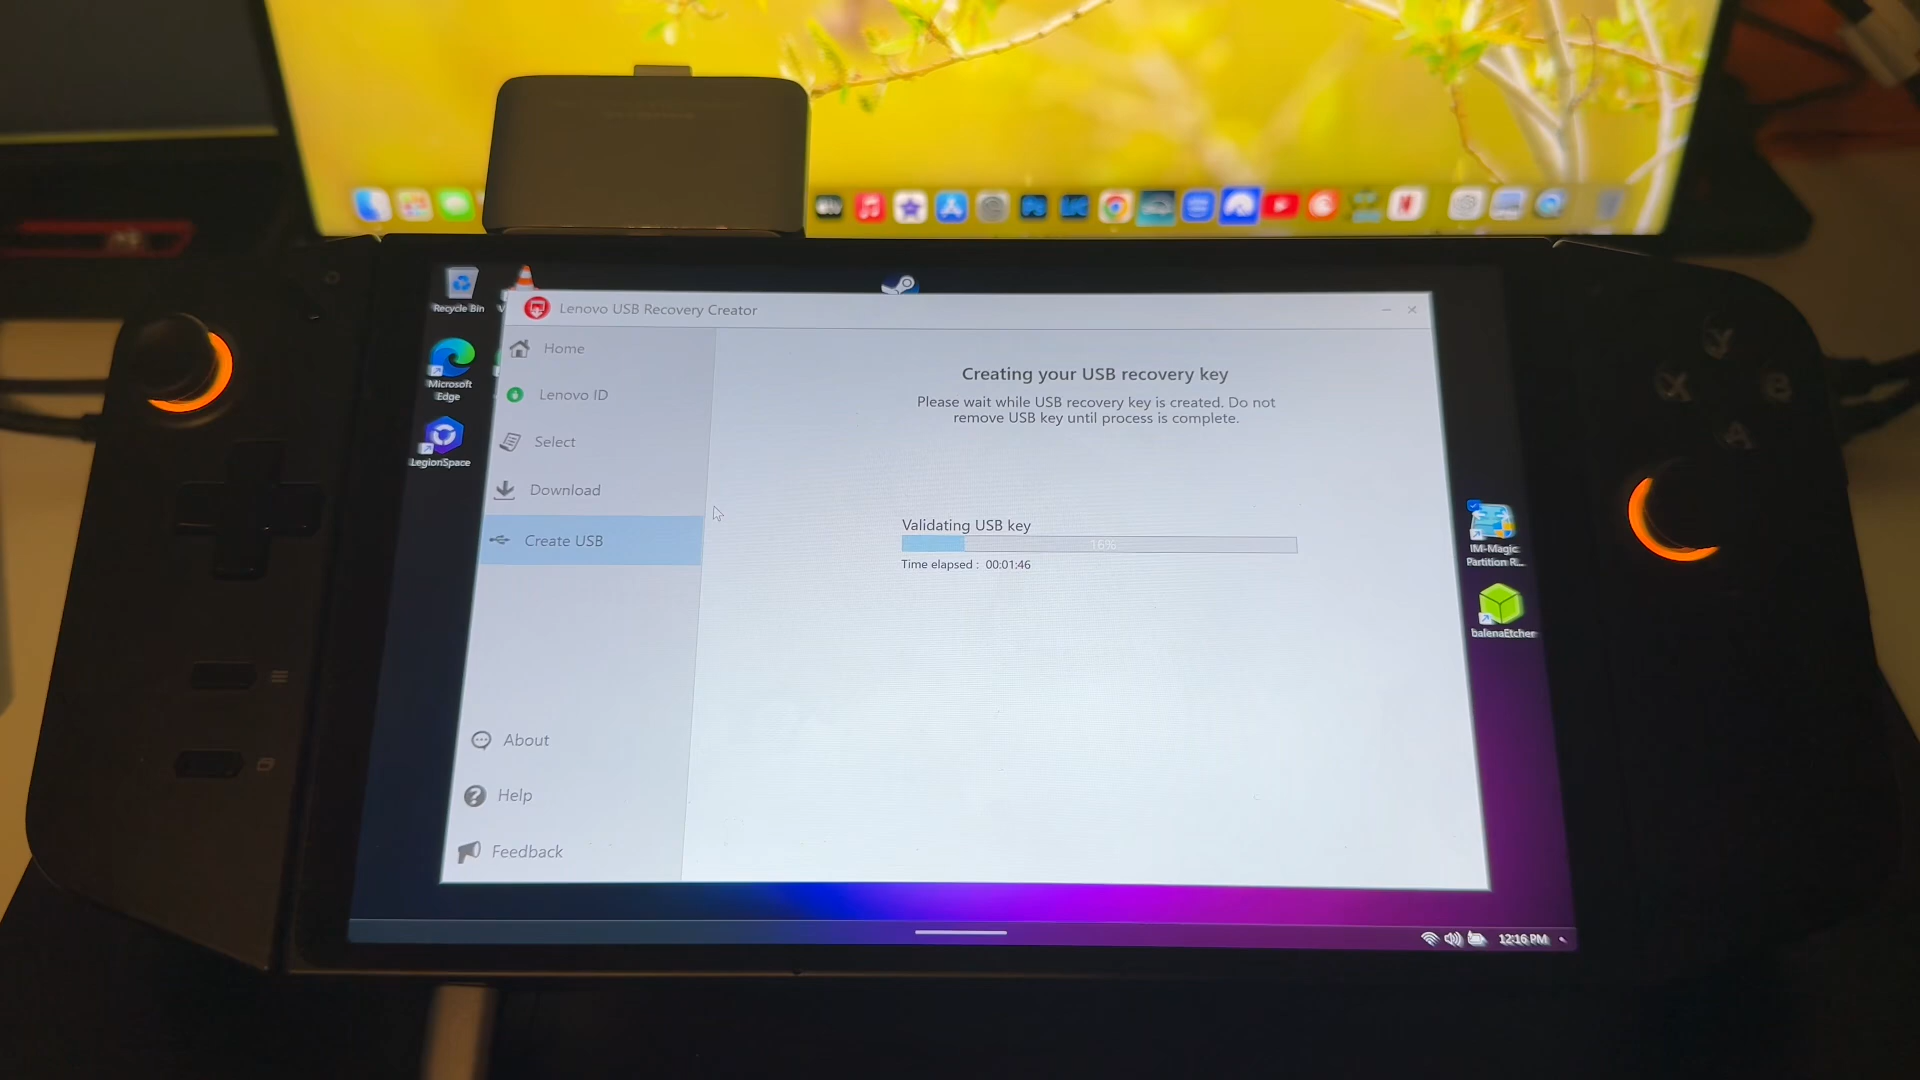 Recycle Bin
Microsoft
Edge
LegionSpace
Lenovo USB Recovery Creator
Home
Lenovo ID
Select
Download
Create USB
About
Help
Feedback
Creating your USB recovery key
Please wait while USB recovery key is created. Do not
remove USB key until process is complete.
Validating USB key
16%
Time elapsed : 00:01:46
IM-Magic
Partition R...
balenaEtcher
12:16 PM
Y
X
B
A